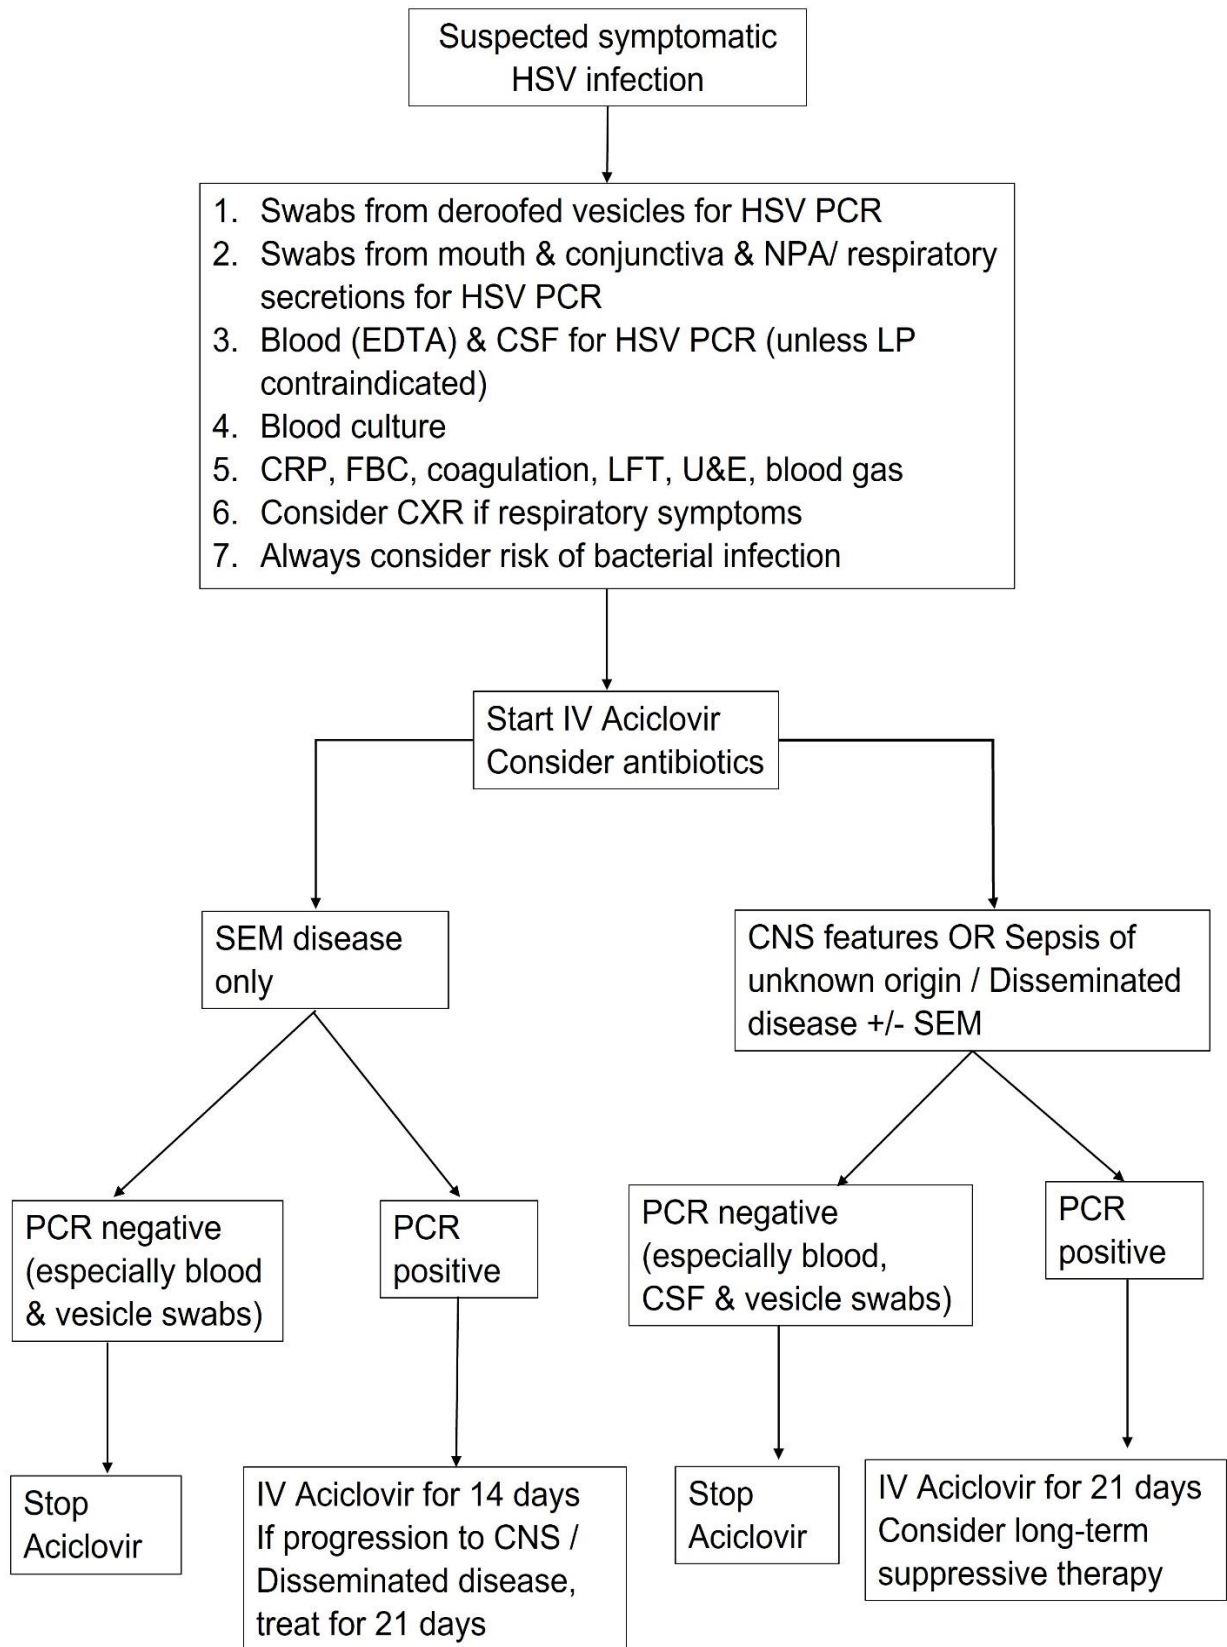 Suspected symptomatic
HSV infection
1. Swabs from deroofed vesicles for HSV PCR
2. Swabs from mouth & conjunctiva & NPA/ respiratory
secretions for HSV PCR
3. Blood (EDTA) & CSF for HSV PCR (unless LP
contraindicated)
4. Blood culture
5. CRP, FBC, coagulation, LFT, U&E, blood gas
6. Consider CXR if respiratory symptoms
7. Always consider risk of bacterial infection
Start IV Aciclovir
Consider antibiotics
SEM disease
only
CNS features OR Sepsis of
unknown origin / Disseminated
disease +/- SEM
PCR negative
(especially blood
& vesicle swabs)
PCR
positive
PCR negative
(especially blood,
CSF & vesicle swabs)
PCR
positive
Stop
Aciclovir
IV Aciclovir for 14 days
If progression to CNS /
Disseminated disease,
treat for 21 days
Stop
Aciclovir
IV Aciclovir for 21 days
Consider long-term
suppressive therapy